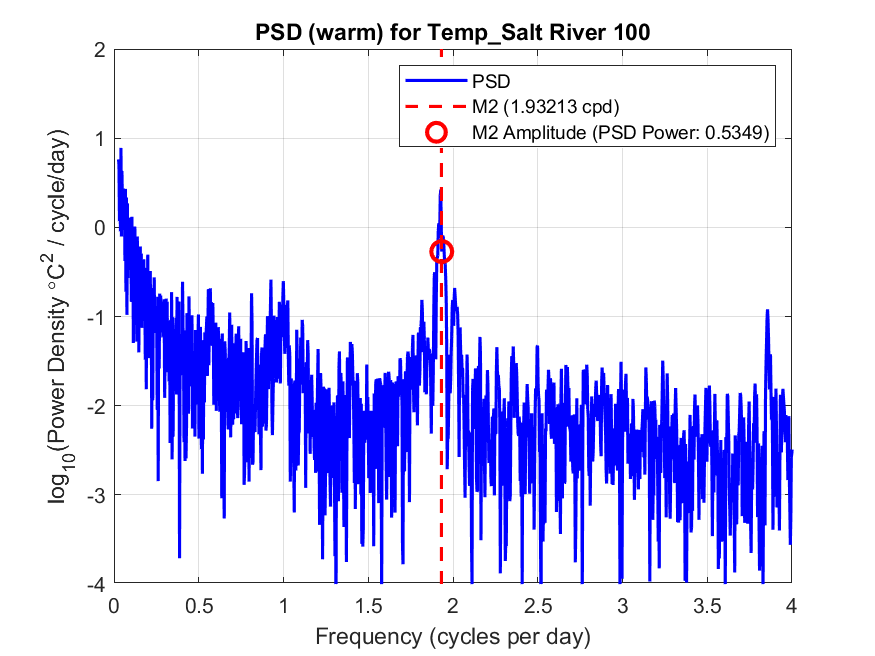 PSD (warm) for Temp_Salt River 100
PSD
M2 (1.93213 cpd)
M2 Amplitude (PSD Power: 0.5349)
log10(Power Density °C2 / cycle/day)
2
1
0
-1
-2
-3
-4
0 0.5 1 1.5 2 2.5 3 3.5 4
Frequency (cycles per day)